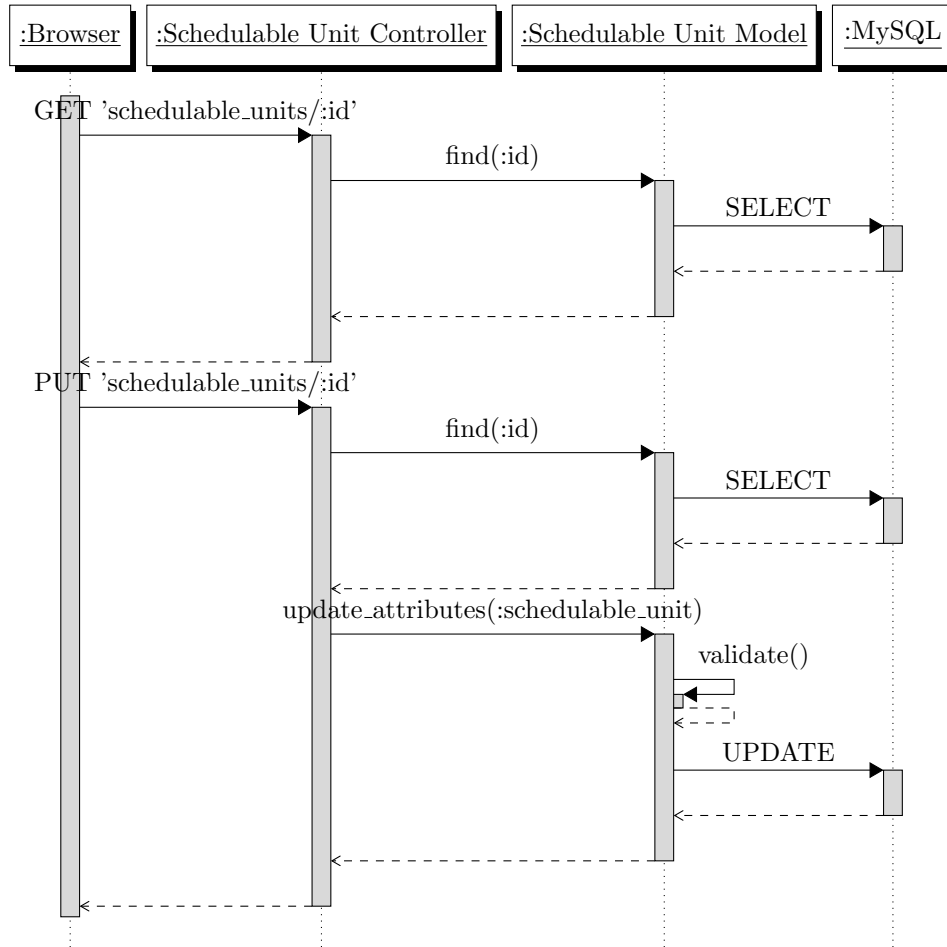 :Browser
:Schedulable Unit Controller
:Schedulable Unit Model
:MySQL
GET ’schedulable_units/:id’
find(:id)
SELECT
PUT ’schedulable_units/:id’
find(:id)
SELECT
update_attributes(:schedulable_unit)
validate()
UPDATE